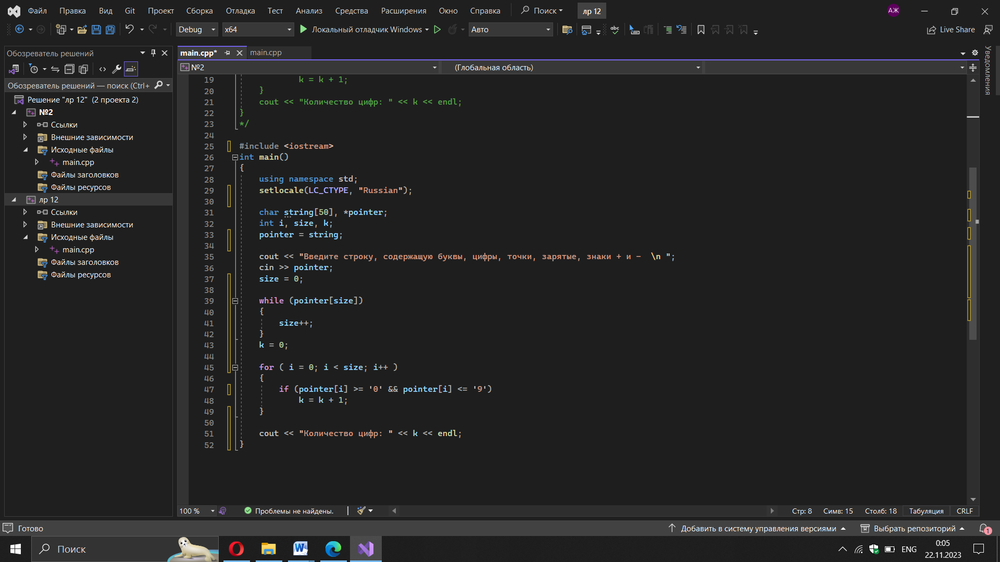 Файл Правка Вид Git Проект Сборка Отладка Тест Анализ Средства Расширения Окно Справка Поиск лр 12 АЖ
Debug x64 Локальный отладчик Windows Авто abc Live Share
Обозреватель решений
main.cpp* main.cpp
Уведомления
№2 (Глобальная область)
Обозреватель решений — поиск (Ctrl+
Решение "лр 12" (2 проекта 2)
№2
Ссылки
Внешние зависимости
Исходные файлы
main.cpp
Файлы заголовков
Файлы ресурсов
лр 12
Ссылки
Внешние зависимости
Исходные файлы
main.cpp
Файлы заголовков
Файлы ресурсов
19 k = k + 1;
20 }
21 cout << "Количество цифр: " << k << endl;
22 }
23 */
24
25 #include <iostream>
26 int main()
27 {
28 using namespace std;
29 setlocale(LC_CTYPE, "Russian");
30
31 char string[50], *pointer;
32 int i, size, k;
33 pointer = string;
34
35 cout << "Введите строку, содержащую буквы, цифры, точки, зарятые, знаки + и -  \n ";
36 cin >> pointer;
37 size = 0;
38
39 while (pointer[size])
40 {
41 size++;
42 }
43 k = 0;
44
45 for ( i = 0; i < size; i++ )
46 {
47 if (pointer[i] >= '0' && pointer[i] <= '9')
48 k = k + 1;
49 }
50
51 cout << "Количество цифр: " << k << endl;
52 }
100 % Проблемы не найдены. Стр: 8 Симв: 15 Столб: 18 Табуляция CRLF
Готово Добавить в систему управления версиями Выбрать репозиторий 1
Поиск ENG 0:05
22.11.2023